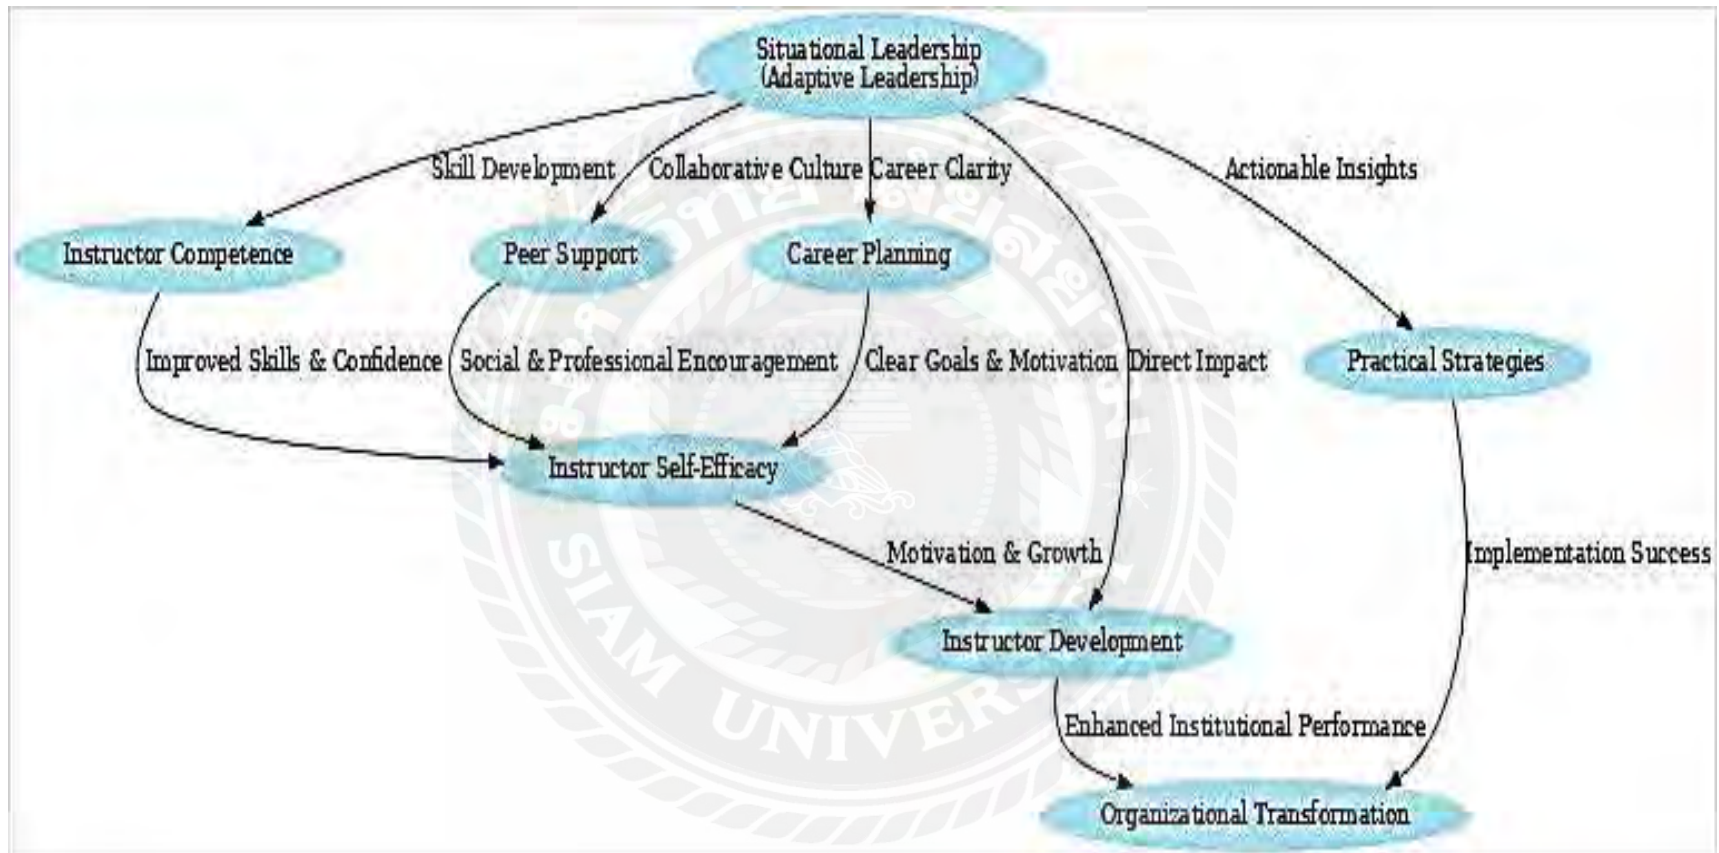 Situational Leadership
(Adaptive Leadership)
Skill Development
Collaborative Culture
Career Clarity
Actionable Insights
Instructor Competence
Peer Support
Career Planning
Improved Skills & Confidence
Social & Professional Encouragement
Clear Goals & Motivation
Direct Impact
Practical Strategies
Instructor Self-Efficacy
Motivation & Growth
Implementation Success
Instructor Development
Enhanced Institutional Performance
Organizational Transformation
SIAM UNIVERSITY